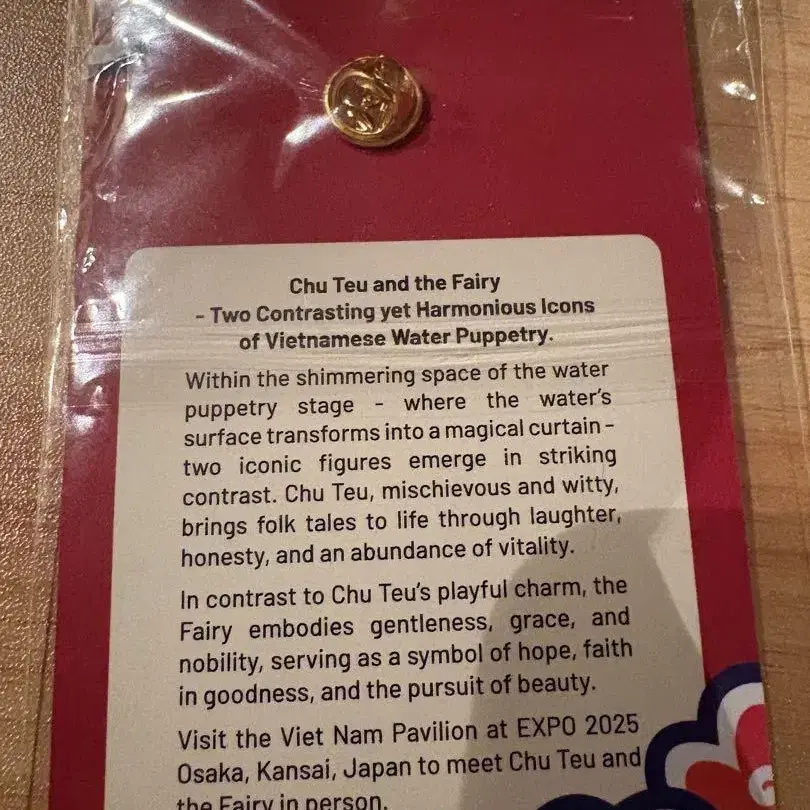 Chu Teu and the Fairy
- Two Contrasting yet Harmonious Icons
of Vietnamese Water Puppetry.
Within the shimmering space of the water
puppetry stage - where the water's
surface transforms into a magical curtain -
two iconic figures emerge in striking
contrast. Chu Teu, mischievous and witty,
brings folk tales to life through laughter,
honesty, and an abundance of vitality.
In contrast to Chu Teu's playful charm, the
Fairy embodies gentleness, grace, and
nobility, serving as a symbol of hope, faith
in goodness, and the pursuit of beauty.
Visit the Viet Nam Pavilion at EXPO 2025
Osaka, Kansai, Japan to meet Chu Teu and
the Fairy in person.